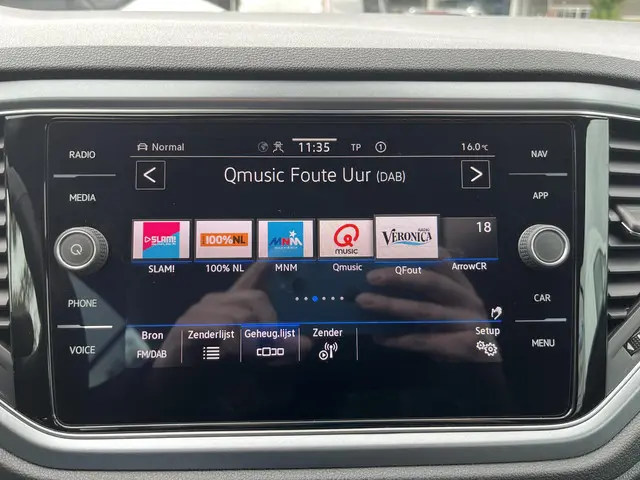 RADIO
MEDIA
PHONE
VOICE
Normal
11:35
TP
1
16.0°C
Qmusic Foute Uur (DAB)
SLAM!
100%NL
MNM
Q
music
RADIO
VERONICA
18
SLAM!
100% NL
MNM
Qmusic
QFout
ArrowCR
Bron
FM/DAB
Zenderlijst
Geheug.lijst
Zender
Setup
NAV
APP
CAR
MENU